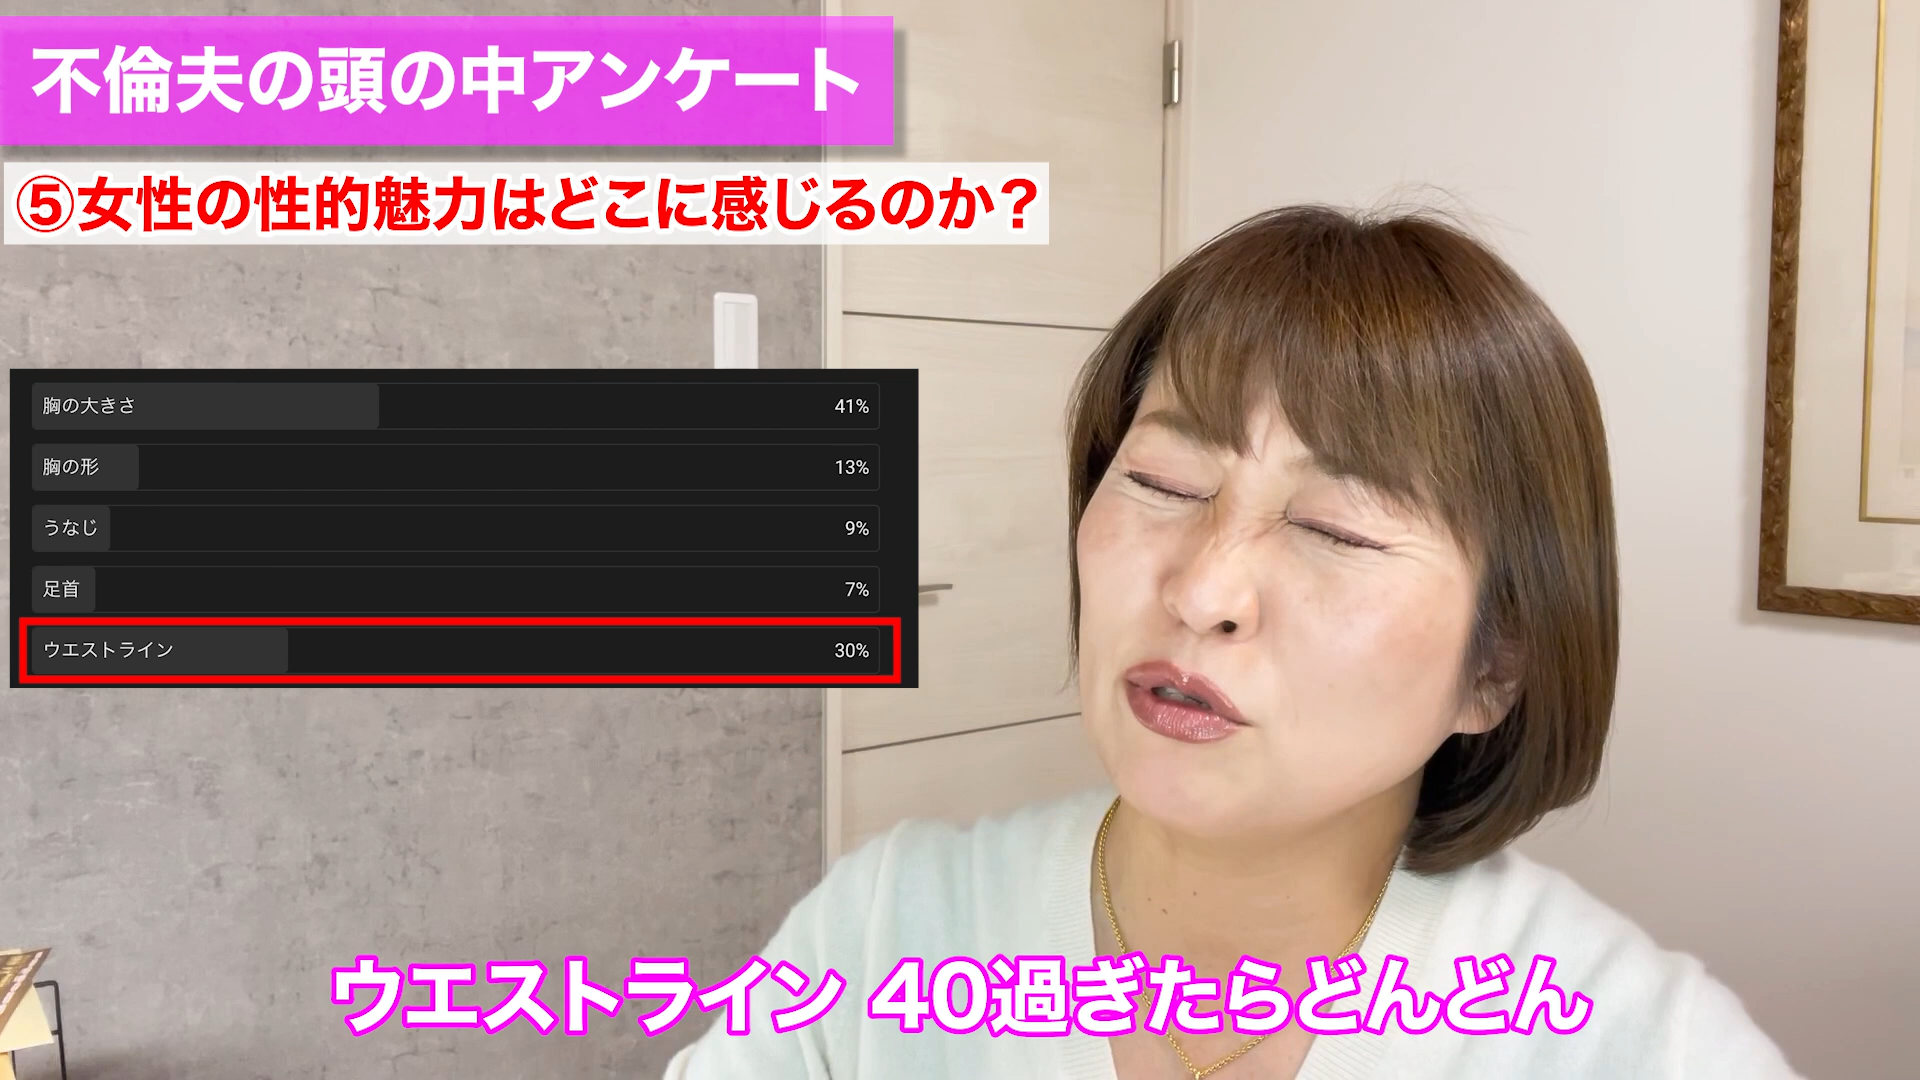 不倫夫の頭の中アンケート
⑤女性の性的魅力はどこに感じるのか？
胸の大きさ 41%
胸の形 13%
うなじ 9%
足首 7%
ウエストライン 30%
ウエストライン 40過ぎたらどんどん